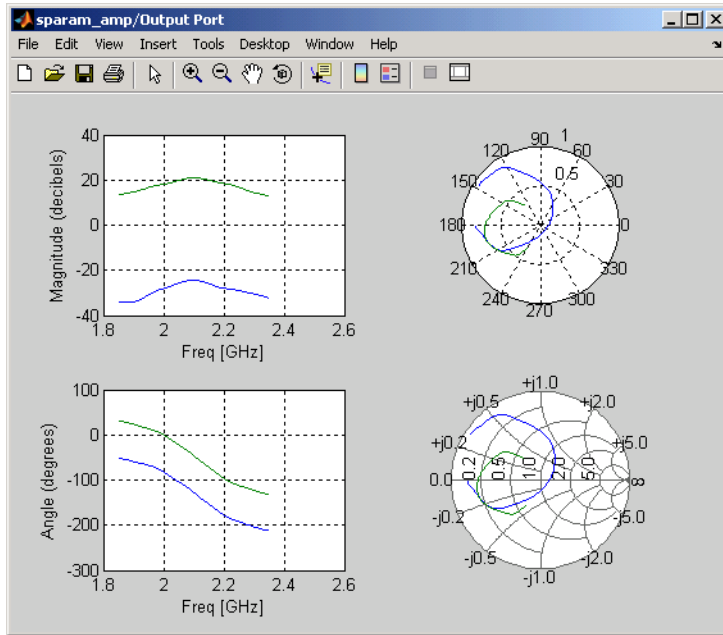 sparam_amp/Output Port
File Edit View Insert Tools Desktop Window Help
40
20
0
-20
-40
Magnitude (decibels)
1.8 2 2.2 2.4 2.6
Freq [GHz]
90 1
120 60
0.5
150 30
180 0
210 330
240 300
270
100
0
-100
-200
-300
Angle (degrees)
1.8 2 2.2 2.4 2.6
Freq [GHz]
+j1.0
+j0.5 +j2.0
+j0.2 +j5.0
0.0 0.2 0.5 1.0 2.0 5.0 ∞
-j0.2 -j5.0
-j0.5 -j2.0
-j1.0